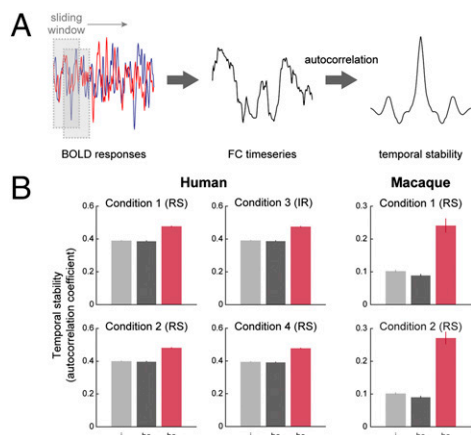 A
sliding
window
autocorrelation
BOLD responses
FC timeseries
temporal stability
B
Human
Macaque
Temporal stability
(autocorrelation coefficient)
Condition 1 (RS)
Condition 3 (IR)
Condition 1 (RS)
0.6
0.4
0.2
0
0.6
0.4
0.2
0
0.3
0.2
0.1
0
Condition 2 (RS)
Condition 4 (RS)
Condition 2 (RS)
0.6
0.4
0.2
0
0.6
0.4
0.2
0
0.3
0.2
0.1
0